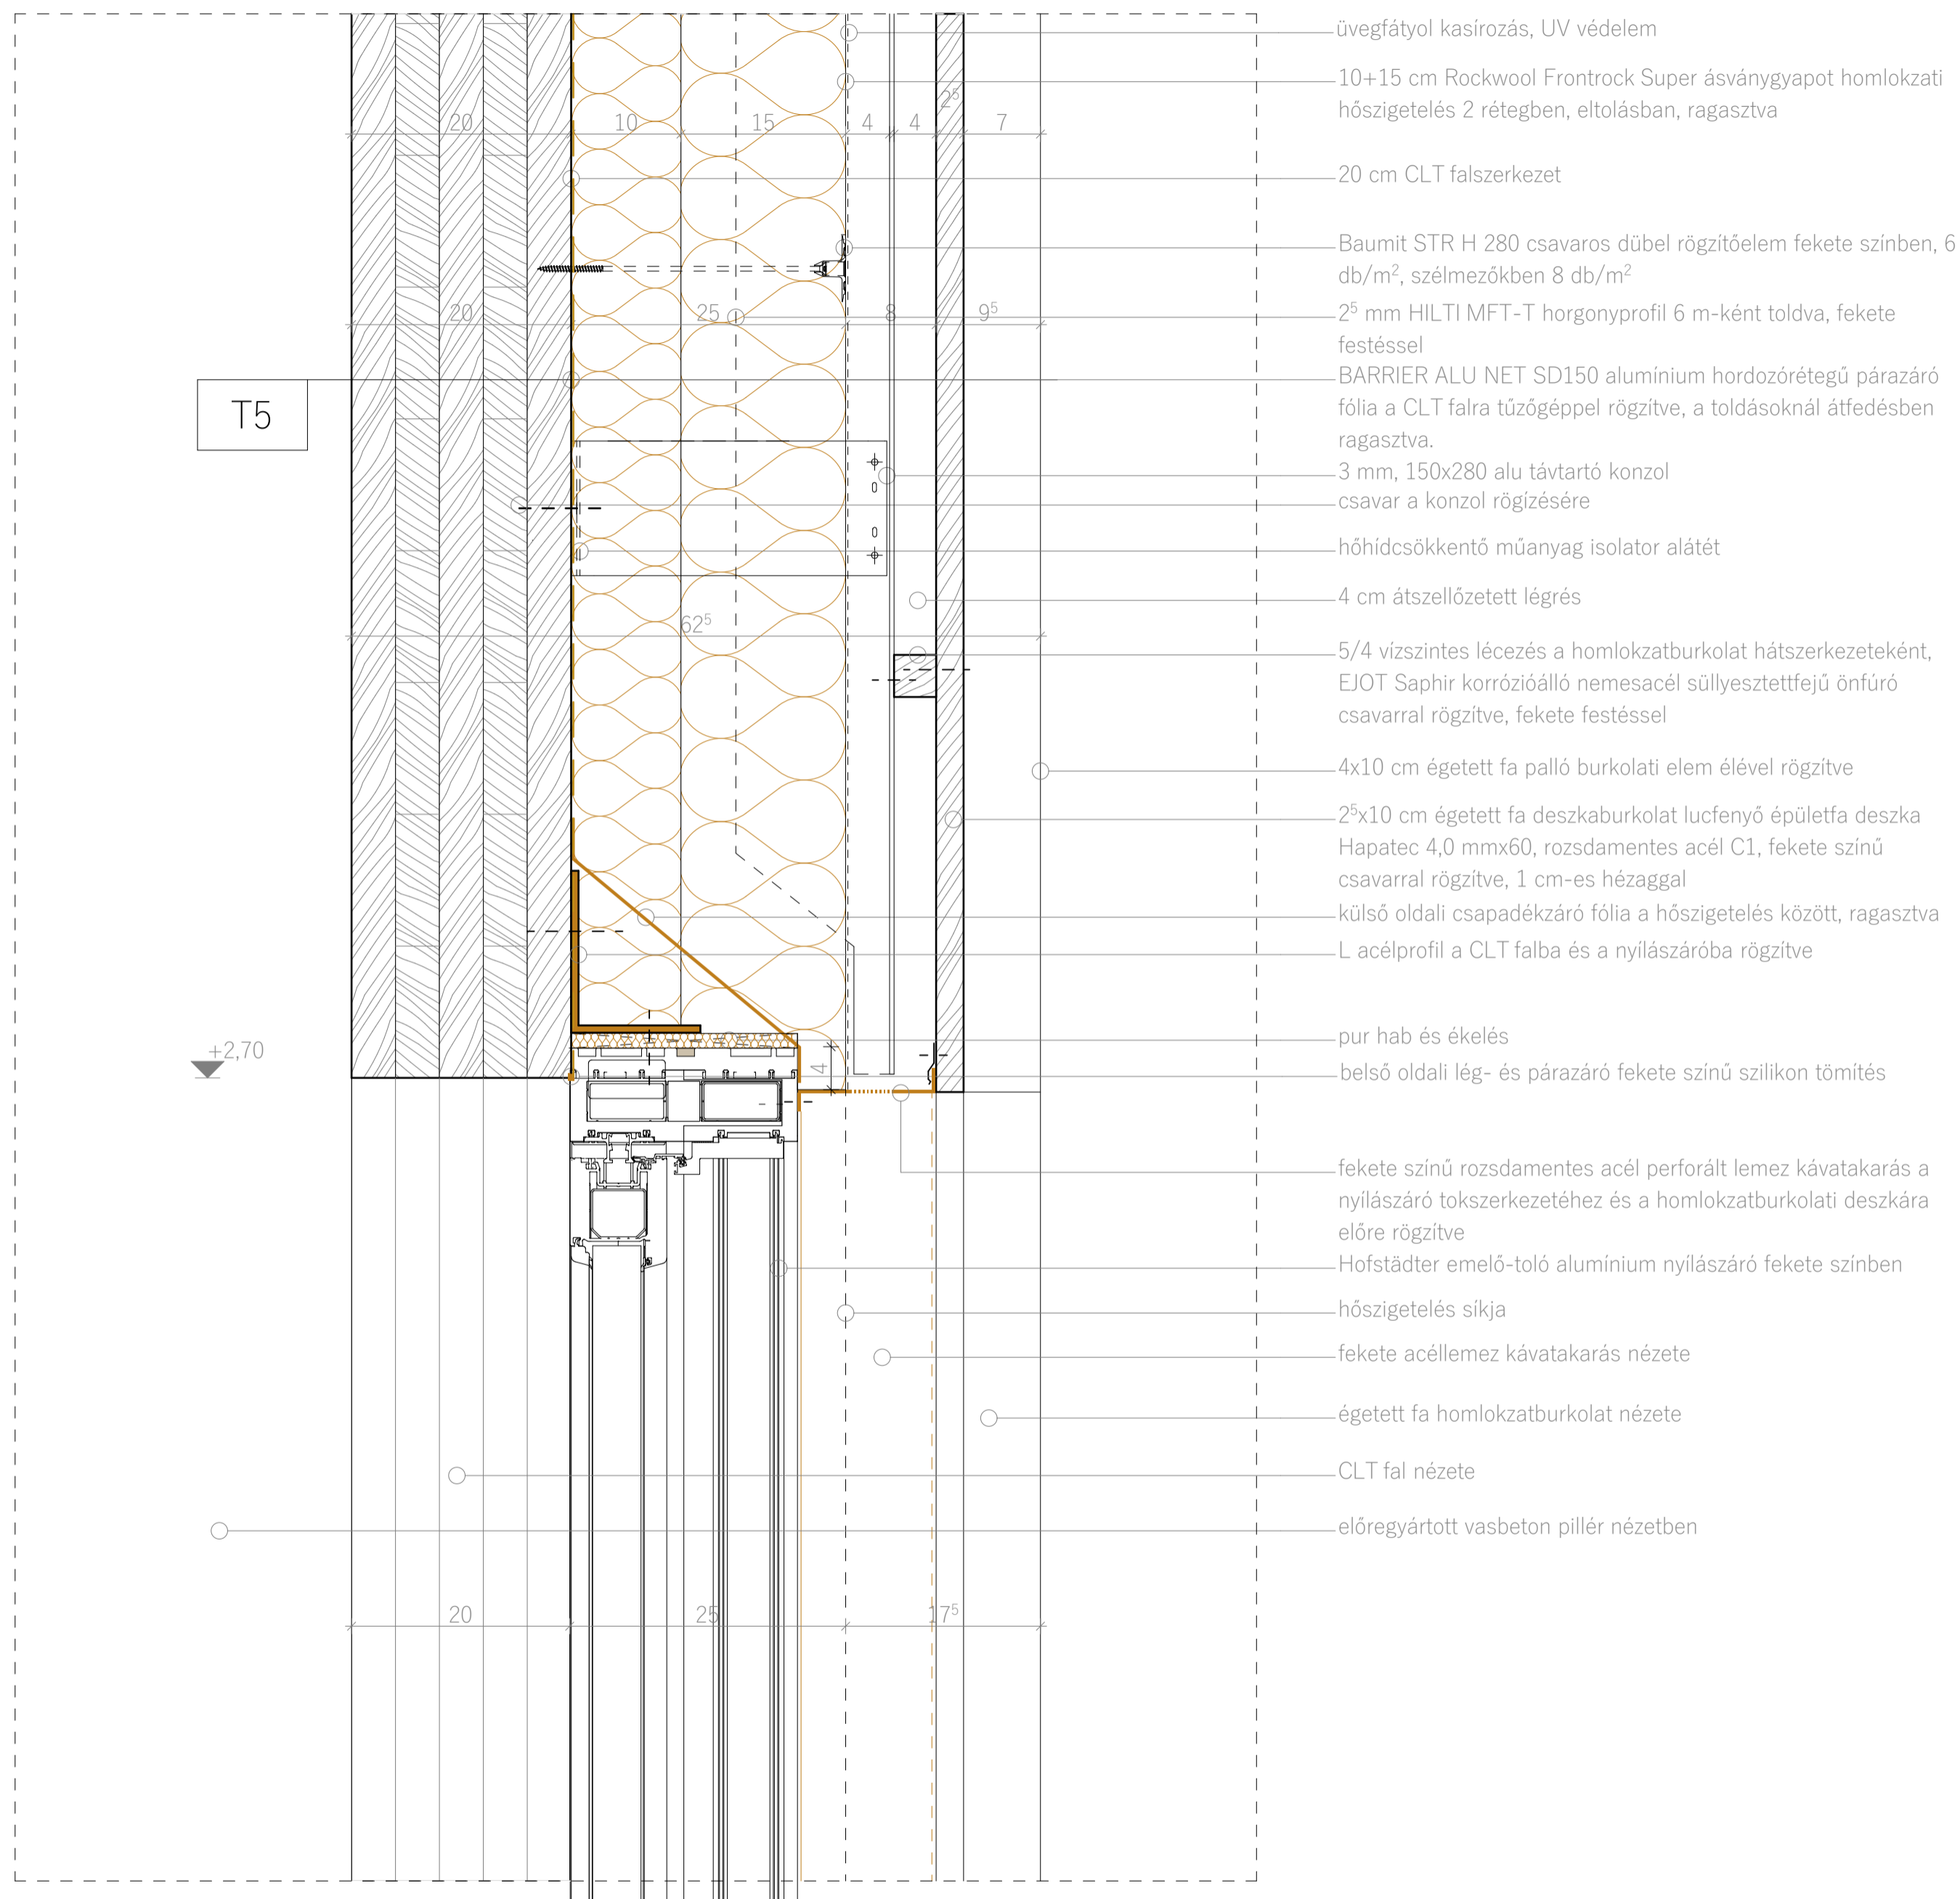 üvegfátyol kasírozás, UV védelem
10+15 cm Rockwool Frontrock Super ásványgyapot homlokzati
hőszigetelés 2 rétegben, eltolásban, ragasztva
20 10 15 4 4 2⁵ 7
20 cm CLT falszerkezet
Baumit STR H 280 csavaros dübel rögzítőelem fekete színben, 6
db/m², szélmezőkben 8 db/m²
20 25 8 9⁵
2⁵ mm HILTI MFT-T horgonyprofil 6 m-ként toldva, fekete
festéssel
T5
BARRIER ALU NET SD150 alumínium hordozórétegű párazáró
fólia a CLT falra tűzőgéppel rögzítve, a toldásoknál átfedésben
ragasztva.
3 mm, 150x280 alu távtartó konzol
csavar a konzol rögízésére
hőhídcsökkentő műanyag isolator alátét
4 cm átszellőzetett légrés
62⁵
5/4 vízszintes lécezés a homlokzatburkolat hátszerkezeteként,
EJOT Saphir korrózióálló nemesacél süllyesztettfejű önfúró
csavarral rögzítve, fekete festéssel
4x10 cm égetett fa palló burkolati elem élével rögzítve
2⁵x10 cm égetett fa deszkaburkolat lucfenyő épületfa deszka
Hapatec 4,0 mmx60, rozsdamentes acél C1, fekete színű
csavarral rögzítve, 1 cm-es hézaggal
külső oldali csapadékzáró fólia a hőszigetelés között, ragasztva
L acélprofil a CLT falba és a nyílászáróba rögzítve
pur hab és ékelés
+2,70
4
belső oldali lég- és párazáró fekete színű szilikon tömítés
fekete színű rozsdamentes acél perforált lemez kávatakarás a
nyílászáró tokszerkezetéhez és a homlokzatburkolati deszkára
előre rögzítve
Hofstädter emelő-toló alumínium nyílászáró fekete színben
hőszigetelés síkja
fekete acéllemez kávatakarás nézete
égetett fa homlokzatburkolat nézete
CLT fal nézete
előregyártott vasbeton pillér nézetben
20 25 17⁵